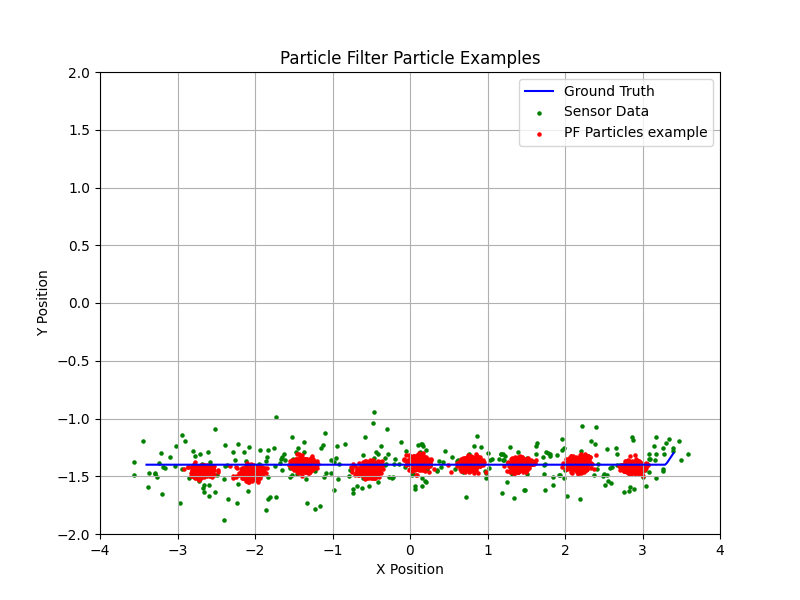 Particle Filter Particle Examples
2.0
1.5
1.0
0.5
0.0
−0.5
−1.0
−1.5
−2.0
Y Position
Ground Truth
Sensor Data
PF Particles example
−4 −3 −2 −1 0 1 2 3 4
X Position